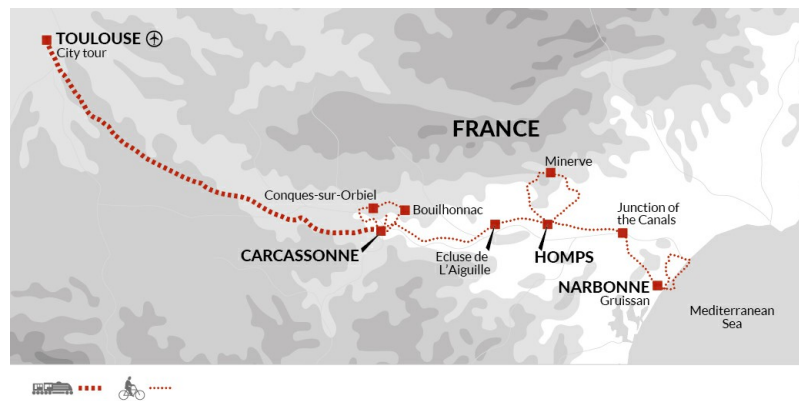 TOULOUSE
City tour
FRANCE
Minerve
Conques-sur-Orbiel
Bouilhonnac
Junction of
the Canals
CARCASSONNE
Ecluse de
L'Aiguille
HOMPS
NARBONNE
Gruissan
Mediterranean
Sea